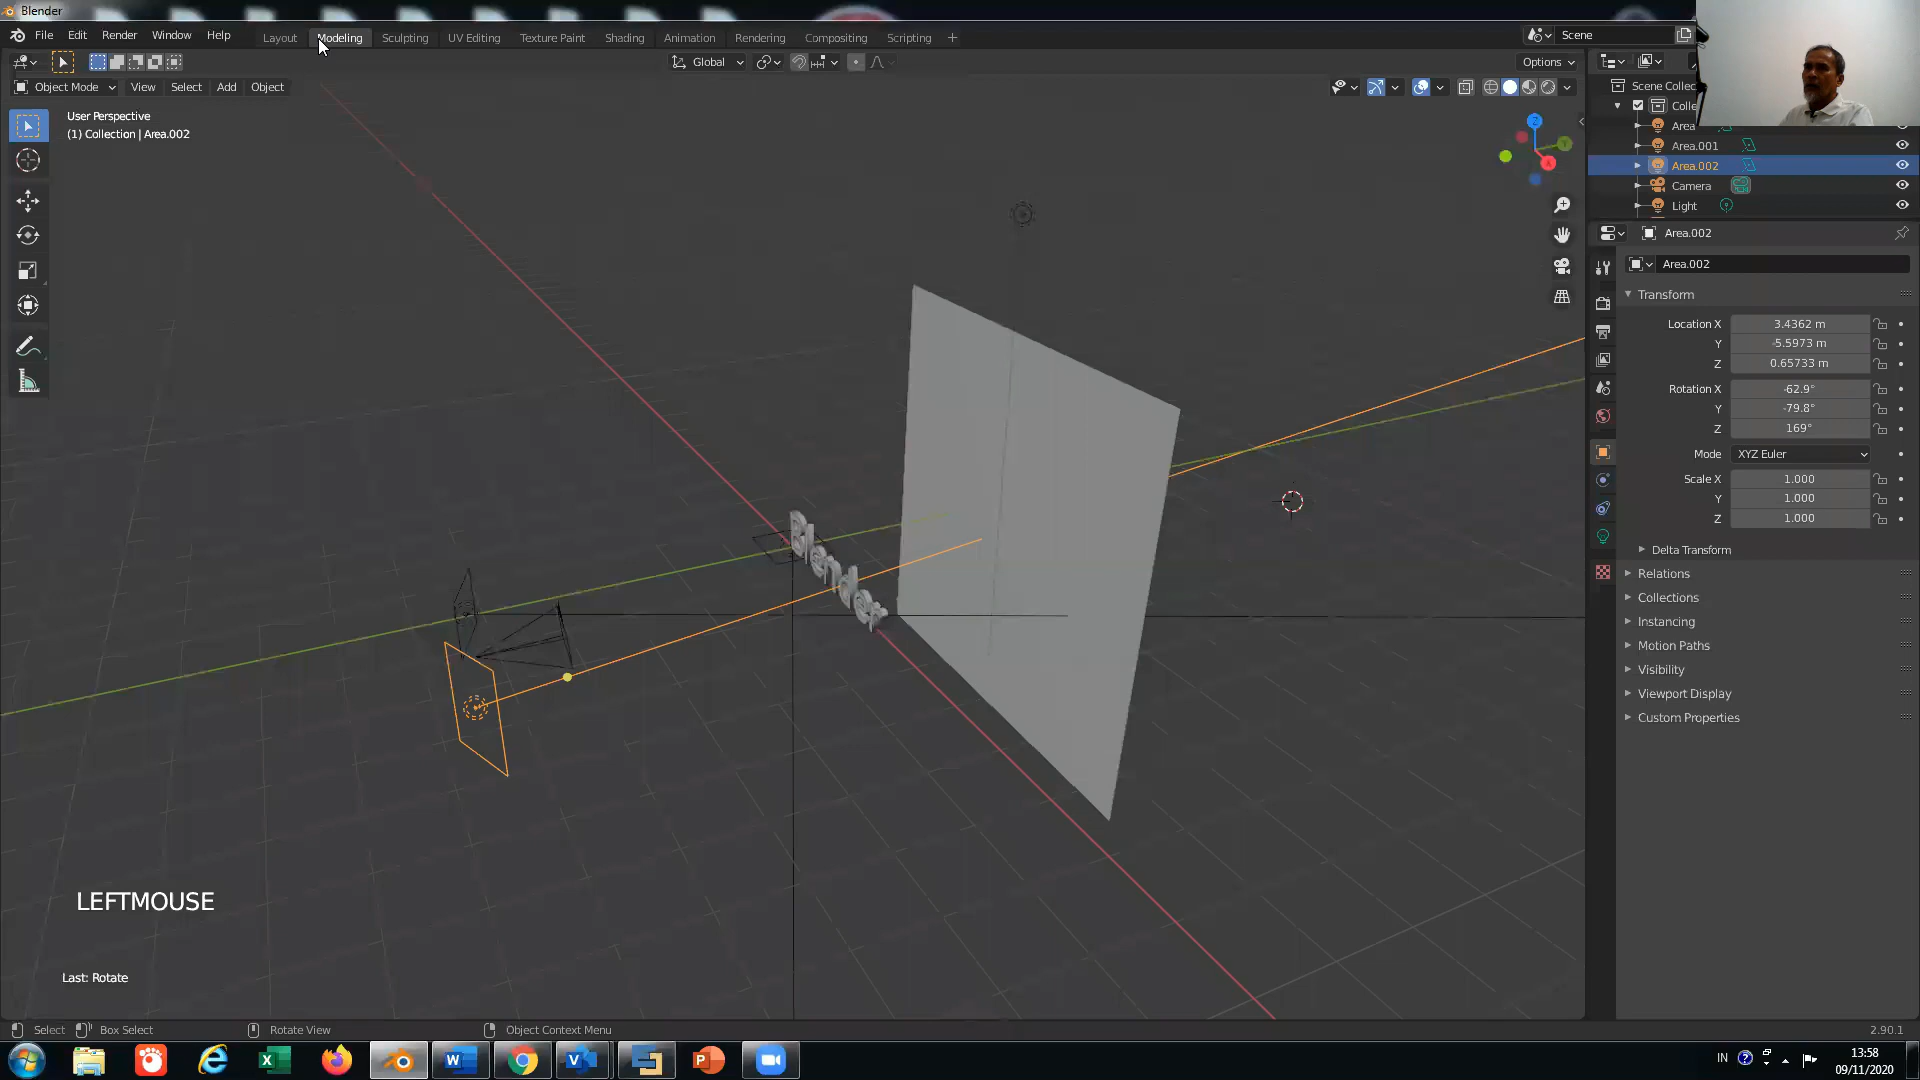 Blender
File Edit Render Window Help
Layout Modeling Sculpting UV Editing Texture Paint Shading Animation Rendering Compositing Scripting
Scene
Global
Options
Object Mode View Select Add Object
User Perspective
(1) Collection | Area.002
Z
Y
X
Blender
LEFTMOUSE
Last: Rotate
Scene Collec
Colle
Area
Area.001
Area.002
Camera
Light
Area.002
Area.002
Transform
Location X 3.4362 m
Y -5.5973 m
Z 0.65733 m
Rotation X -62.9°
Y -79.8°
Z 169°
Mode XYZ Euler
Scale X 1.000
Y 1.000
Z 1.000
Delta Transform
Relations
Collections
Instancing
Motion Paths
Visibility
Viewport Display
Custom Properties
Select Box Select Rotate View Object Context Menu 2.90.1
IN 13:58
09/11/2020